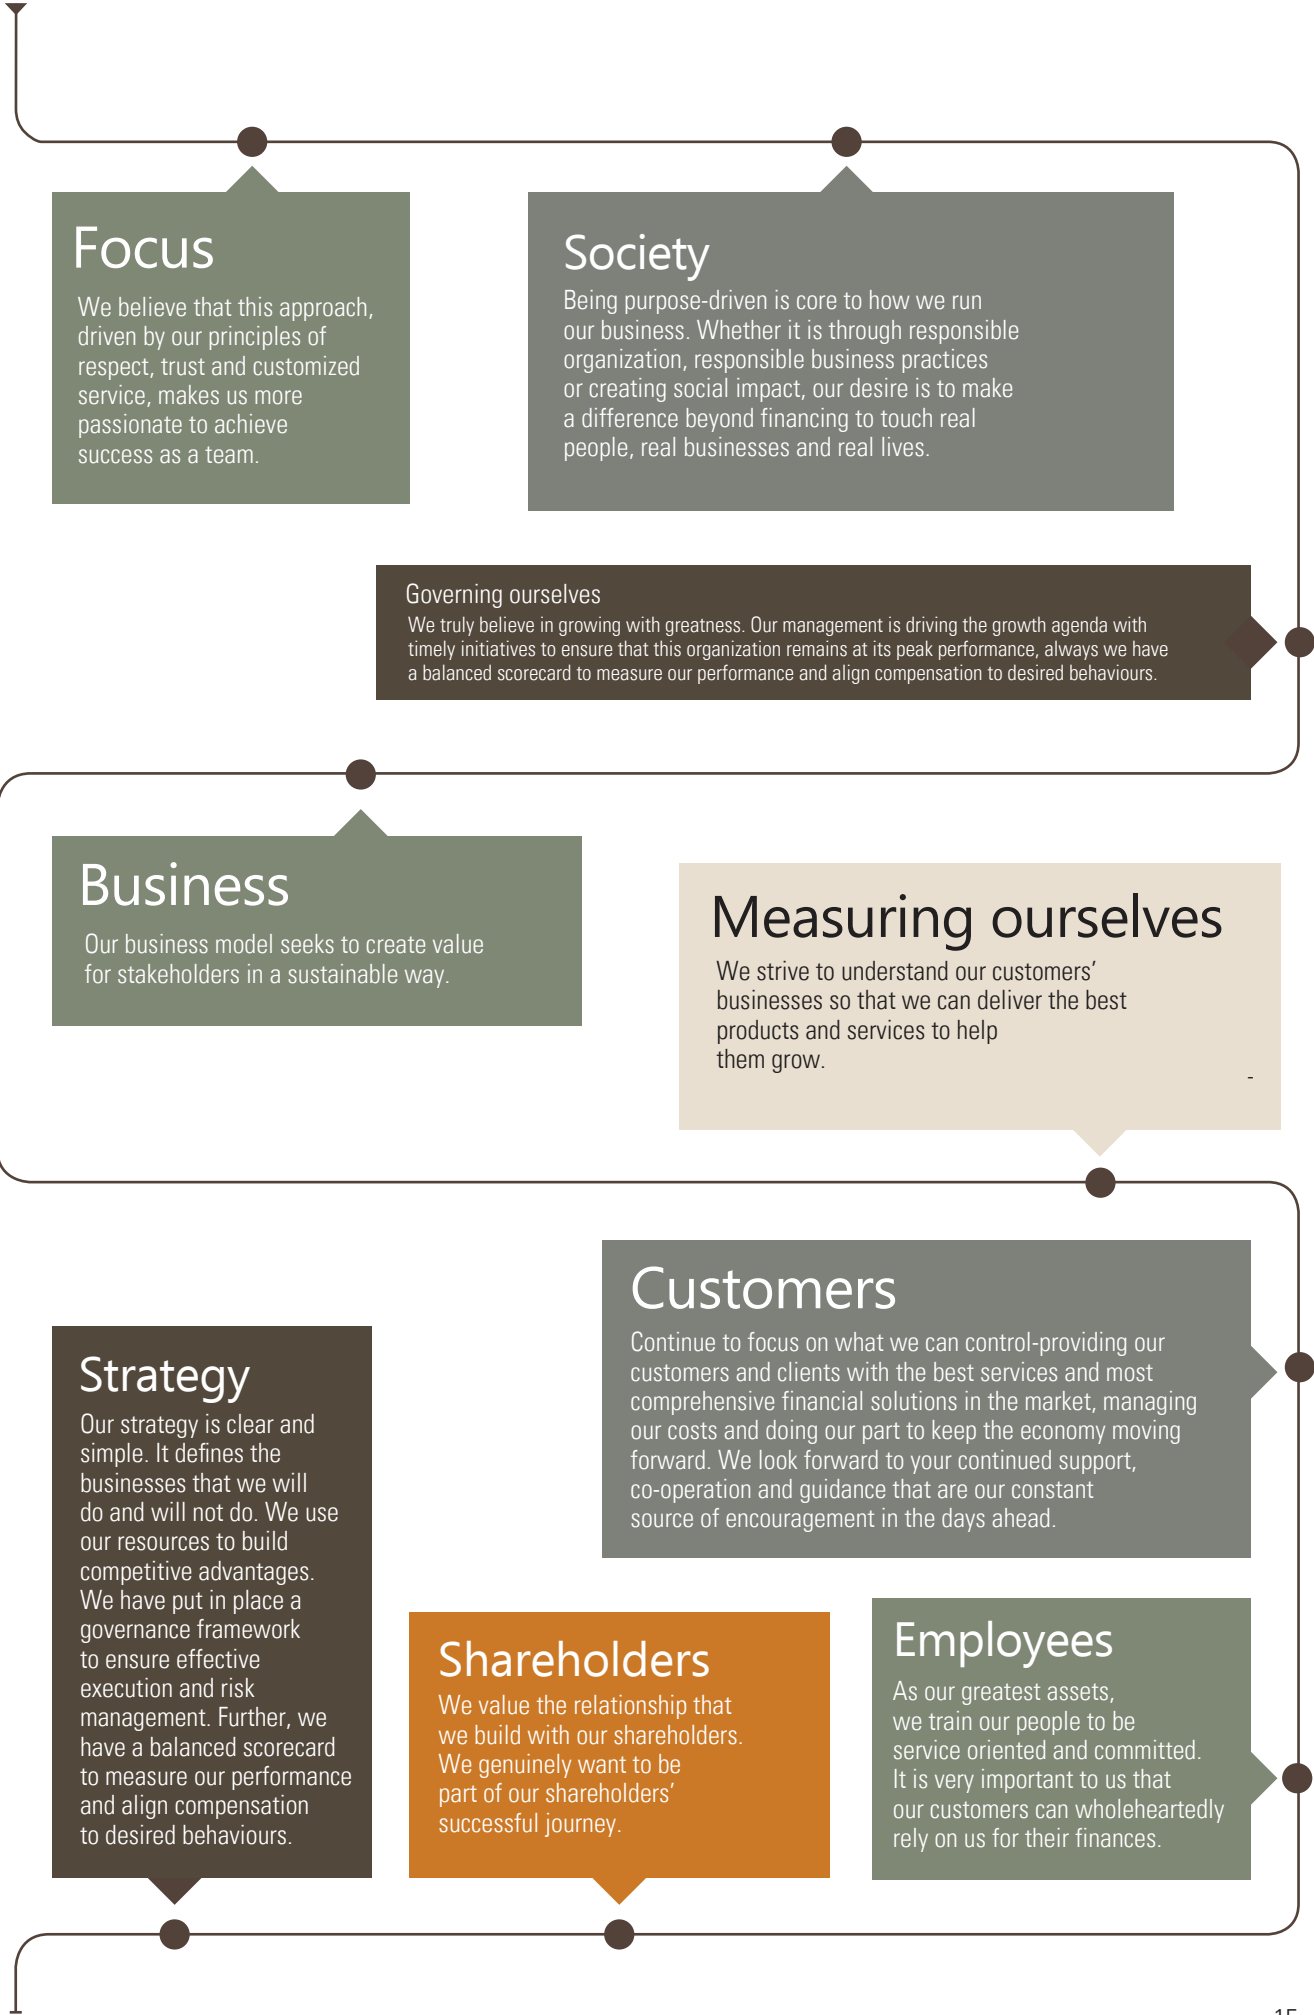 Focus
We believe that this approach,
driven by our principles of
respect, trust and customized
service, makes us more
passionate to achieve
success as a team.
Society
Being purpose-driven is core to how we run
our business. Whether it is through responsible
organization, responsible business practices
or creating social impact, our desire is to make
a difference beyond financing to touch real
people, real businesses and real lives.
Governing ourselves
We truly believe in growing with greatness. Our management is driving the growth agenda with
timely initiatives to ensure that this organization remains at its peak performance, always we have
a balanced scorecard to measure our performance and align compensation to desired behaviours.
Business
Our business model seeks to create value
for stakeholders in a sustainable way.
Measuring ourselves
We strive to understand our customers’
businesses so that we can deliver the best
products and services to help
them grow.
-
Customers
Continue to focus on what we can control-providing our
customers and clients with the best services and most
comprehensive financial solutions in the market, managing
our costs and doing our part to keep the economy moving
forward. We look forward to your continued support,
co-operation and guidance that are our constant
source of encouragement in the days ahead.
Strategy
Our strategy is clear and
simple. It defines the
businesses that we will
do and will not do. We use
our resources to build
competitive advantages.
We have put in place a
governance framework
to ensure effective
execution and risk
management. Further, we
have a balanced scorecard
to measure our performance
and align compensation
to desired behaviours.
Shareholders
We value the relationship that
we build with our shareholders.
We genuinely want to be
part of our shareholders’
successful journey.
Employees
As our greatest assets,
we train our people to be
service oriented and committed.
It is very important to us that
our customers can wholeheartedly
rely on us for their finances.